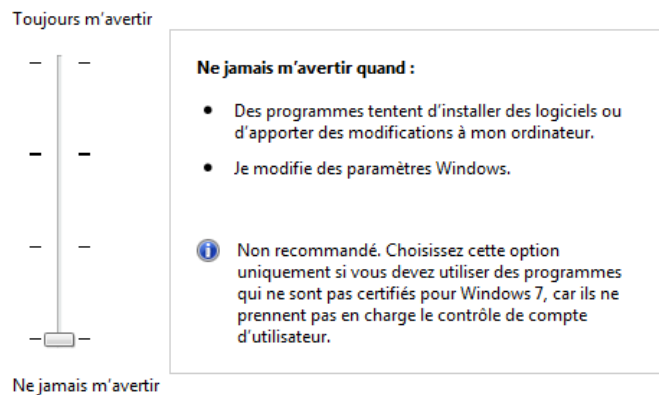 Toujours m’avertir
Ne jamais m’avertir quand :
Des programmes tentent d’installer des logiciels ou
d’apporter des modifications à mon ordinateur.
Je modifie des paramètres Windows.
Non recommandé. Choisissez cette option
uniquement si vous devez utiliser des programmes
qui ne sont pas certifiés pour Windows 7, car ils ne
prennent pas en charge le contrôle de compte
d’utilisateur.
Ne jamais m’avertir